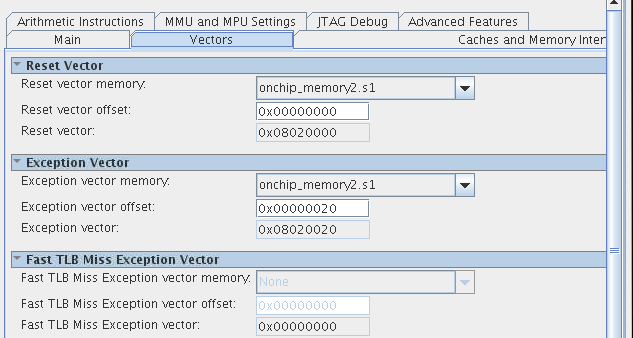 Arithmetic Instructions MMU and MPU Settings JTAG Debug Advanced Features
Main Vectors Caches and Memory Inter
Reset Vector
Reset vector memory: onchip_memory2.s1
Reset vector offset: 0x00000000
Reset vector: 0x08020000
Exception Vector
Exception vector memory: onchip_memory2.s1
Exception vector offset: 0x00000020
Exception vector: 0x08020020
Fast TLB Miss Exception Vector
Fast TLB Miss Exception vector memory: None
Fast TLB Miss Exception vector offset: 0x00000000
Fast TLB Miss Exception vector: 0x00000000